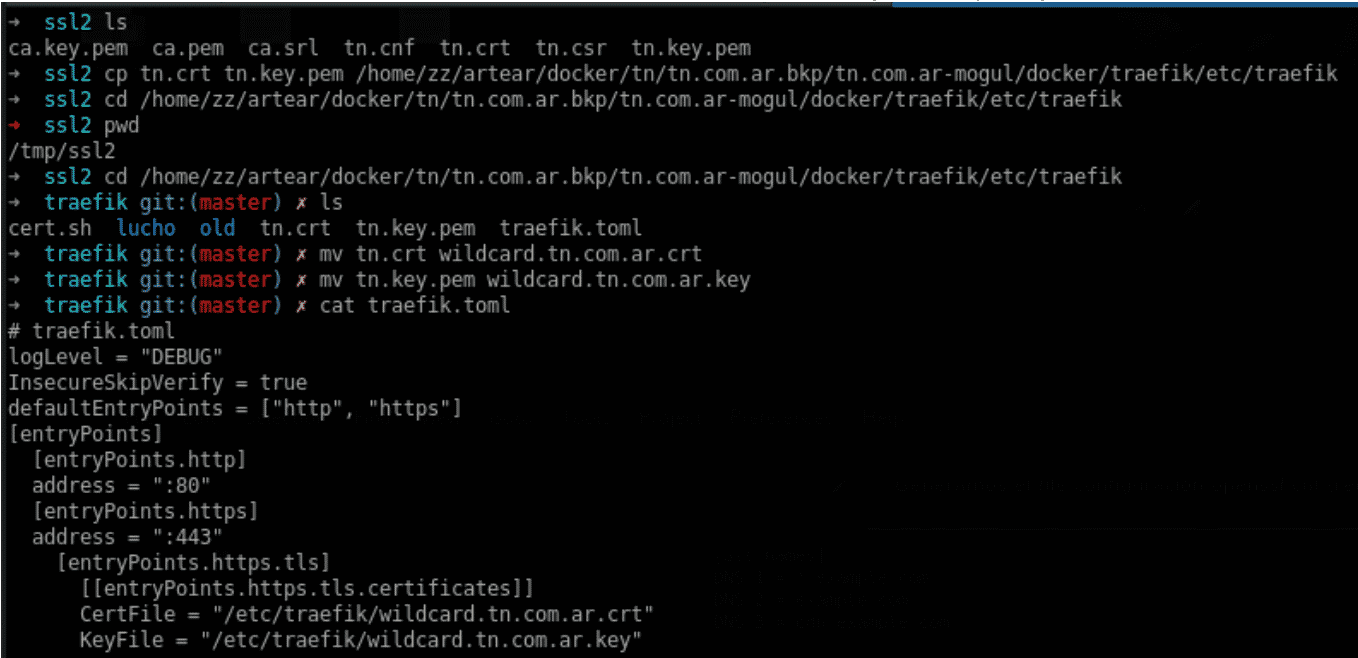 →  ssl2 ls
ca.key.pem  ca.pem  ca.srl  tn.cnf  tn.crt  tn.csr  tn.key.pem
→  ssl2 cp tn.crt tn.key.pem /home/zz/artear/docker/tn/tn.com.ar.bkp/tn.com.ar-mogul/docker/traefik/etc/traefik
→  ssl2 cd /home/zz/artear/docker/tn/tn.com.ar.bkp/tn.com.ar-mogul/docker/traefik/etc/traefik
→  ssl2 pwd
/tmp/ssl2
→  ssl2 cd /home/zz/artear/docker/tn/tn.com.ar.bkp/tn.com.ar-mogul/docker/traefik/etc/traefik
→  traefik git:(master) ✗ ls
cert.sh  lucho  old  tn.crt  tn.key.pem  traefik.toml
→  traefik git:(master) ✗ mv tn.crt wildcard.tn.com.ar.crt
→  traefik git:(master) ✗ mv tn.key.pem wildcard.tn.com.ar.key
→  traefik git:(master) ✗ cat traefik.toml
# traefik.toml
logLevel = "DEBUG"
InsecureSkipVerify = true
defaultEntryPoints = ["http", "https"]
[entryPoints]
  [entryPoints.http]
  address = ":80"
  [entryPoints.https]
  address = ":443"
    [entryPoints.https.tls]
      [[entryPoints.https.tls.certificates]]
      CertFile = "/etc/traefik/wildcard.tn.com.ar.crt"
      KeyFile = "/etc/traefik/wildcard.tn.com.ar.key"